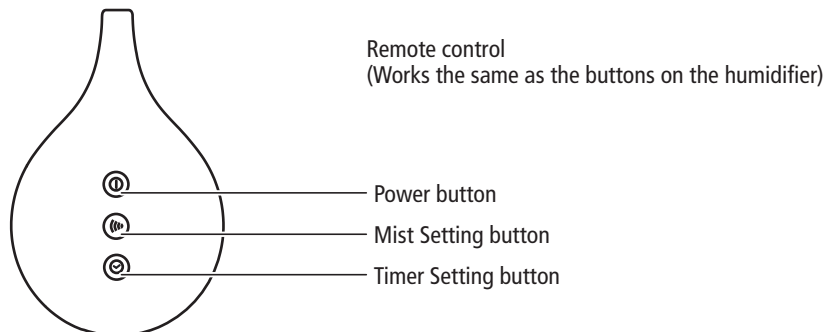 Remote control
(Works the same as the buttons on the humidifier)
Power button
Mist Setting button
Timer Setting button